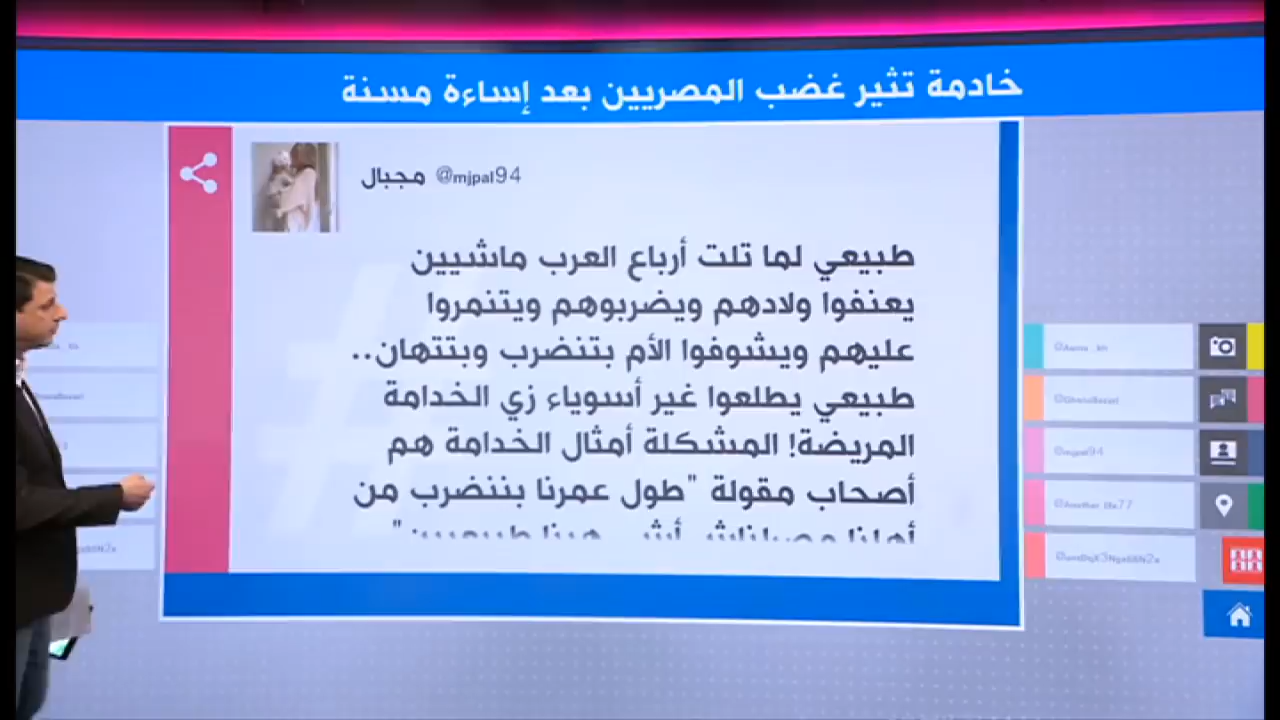 خادمة تثير غضب المصريين بعد إساءة مسنة
مجبال @mjpal94
طبيعي لما تلت أرباع العرب ماشيين
يعنفوا ولادهم ويضربوهم ويتنمروا
عليهم ويشوفوا الأم بتنضرب وبتتهان..
طبيعي يطلعوا غير أسوياء زي الخدامة
المريضة! المشكلة أمثال الخدامة هم
أصحاب مقولة "طول عمرنا بننضرب من
@mjpal94